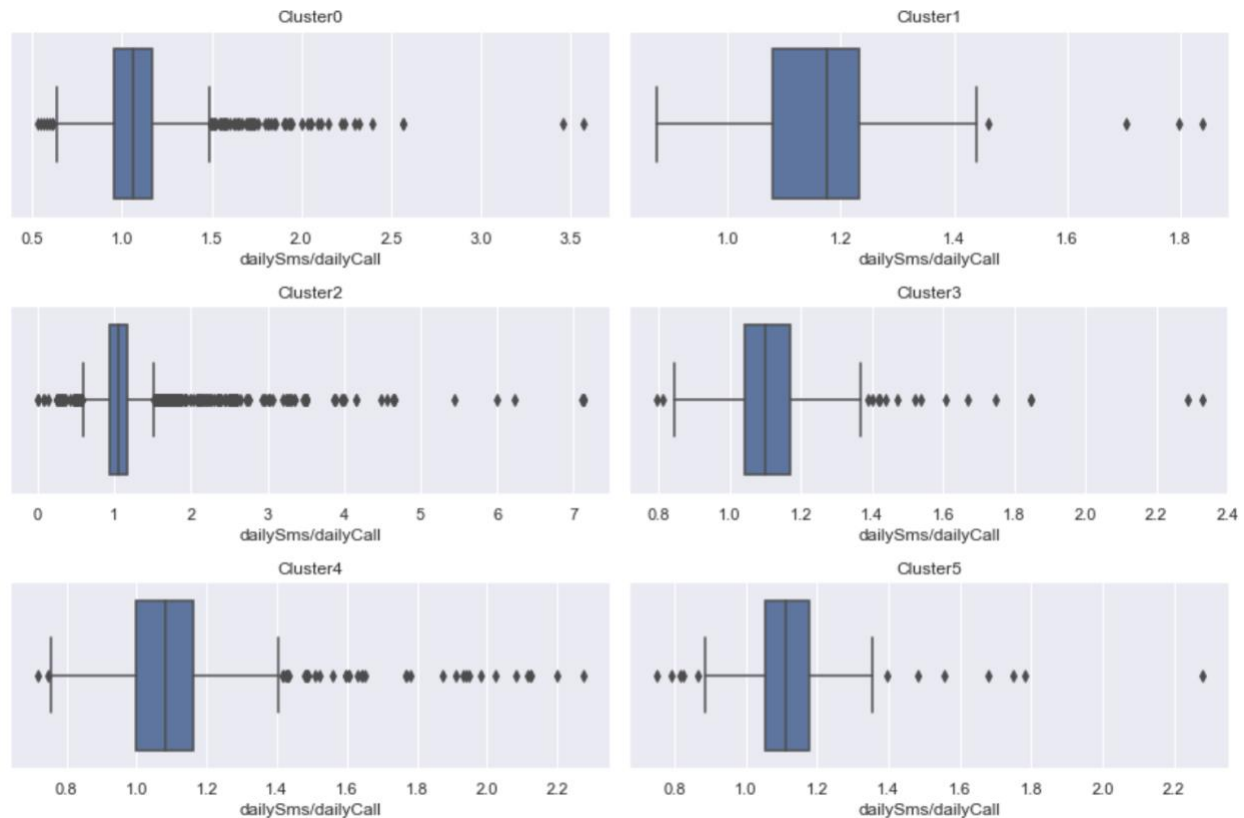 Cluster0
0.5 1.0 1.5 2.0 2.5 3.0 3.5
dailySms/dailyCall
Cluster1
1.0 1.2 1.4 1.6 1.8
dailySms/dailyCall
Cluster2
0 1 2 3 4 5 6 7
dailySms/dailyCall
Cluster3
0.8 1.0 1.2 1.4 1.6 1.8 2.0 2.2 2.4
dailySms/dailyCall
Cluster4
0.8 1.0 1.2 1.4 1.6 1.8 2.0 2.2
dailySms/dailyCall
Cluster5
0.8 1.0 1.2 1.4 1.6 1.8 2.0 2.2
dailySms/dailyCall